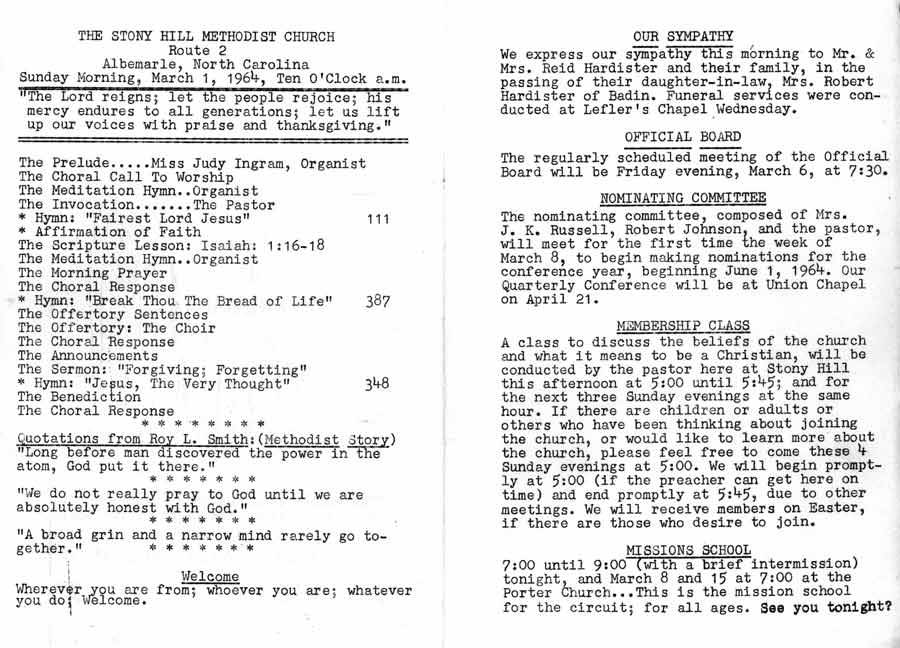 THE STONY HILL METHODIST CHURCH
Route 2
Albemarle, North Carolina
Sunday Morning, March 1, 1964, Ten O'Clock a.m.
"The Lord reigns; let the people rejoice; his
mercy endures to all generations; let us lift
up our voices with praise and thanksgiving."
The Prelude.....Miss Judy Ingram, Organist
The Choral Call To Worship
The Meditation Hymn..Organist
The Invocation.......The Pastor
* Hymn: "Fairest Lord Jesus" 111
* Affirmation of Faith
The Scripture Lesson: Isaiah: 1:16-18
The Meditation Hymn..Organist
The Morning Prayer
The Choral Response
* Hymn: "Break Thou The Bread of Life" 387
The Offertory Sentences
The Offertory: The Choir
The Choral Response
The Announcements
The Sermon: "Forgiving; Forgetting"
* Hymn: "Jesus, The Very Thought" 348
The Benediction
The Choral Response
* * * * * * * *
Quotations from Roy L. Smith:(Methodist Story)
"Long before man discovered the power in the
atom, God put it there."
* * * * * * *
"We do not really pray to God until we are
absolutely honest with God."
* * * * * * *
"A broad grin and a narrow mind rarely go to-
gether." * * * * * * *
Welcome
Wherever you are from; whoever you are; whatever
you do; Welcome.
OUR SYMPATHY
We express our sympathy this morning to Mr. &
Mrs. Reid Hardister and their family, in the
passing of their daughter-in-law, Mrs. Robert
Hardister of Badin. Funeral services were con-
ducted at Lefler's Chapel Wednesday.
OFFICIAL BOARD
The regularly scheduled meeting of the Official
Board will be Friday evening, March 6, at 7:30.
NOMINATING COMMITTEE
The nominating committee, composed of Mrs.
J. K. Russell, Robert Johnson, and the pastor,
will meet for the first time the week of
March 8, to begin making nominations for the
conference year, beginning June 1, 1964. Our
Quarterly Conference will be at Union Chapel
on April 21.
MEMBERSHIP CLASS
A class to discuss the beliefs of the church
and what it means to be a Christian, will be
conducted by the pastor here at Stony Hill
this afternoon at 5:00 until 5:45; and for
the next three Sunday evenings at the same
hour. If there are children or adults or
others who have been thinking about joining
the church, or would like to learn more about
the church, please feel free to come these 4
Sunday evenings at 5:00. We will begin prompt-
ly at 5:00 (if the preacher can get here on
time) and end promptly at 5:45, due to other
meetings. We will receive members on Easter,
if there are those who desire to join.
MISSIONS SCHOOL
7:00 until 9:00 (with a brief intermission)
tonight, and March 8 and 15 at 7:00 at the
Porter Church...This is the mission school
for the circuit; for all ages. See you tonight?